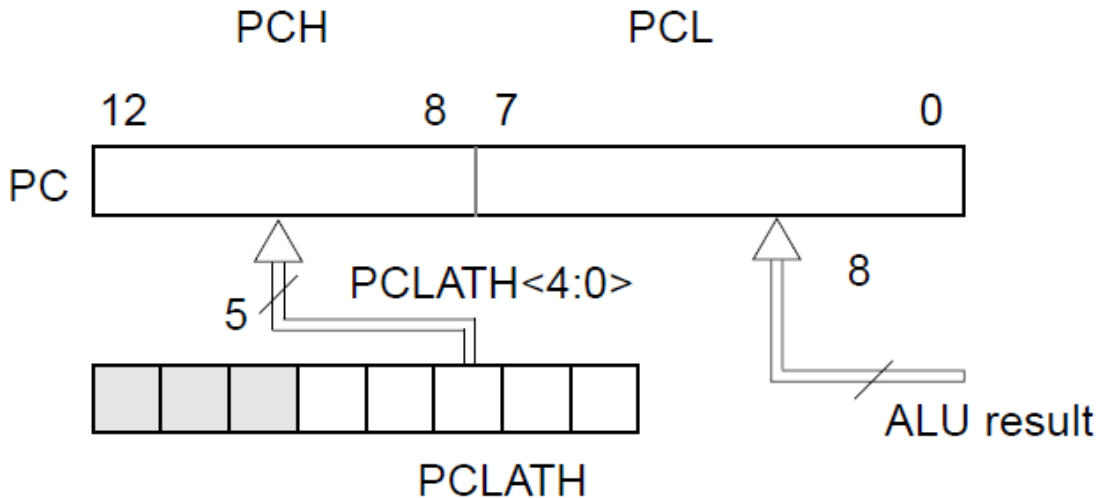 PCH PCL
12 8 7 0
PC
8
PCLATH<4:0>
5
ALU result
PCLATH